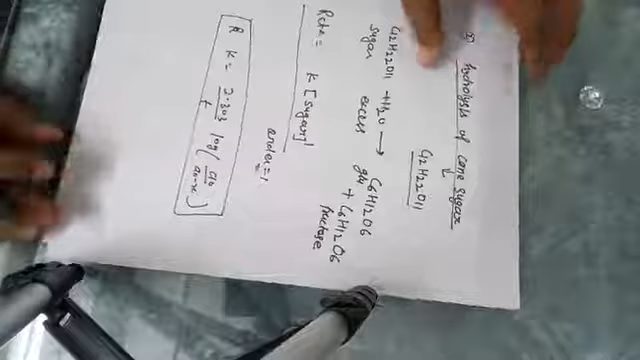 hydrolysis of cane sugar
C12H22O11
C12H22O11 + H2O → C6H12O6 + C6H12O6
sugar excess glu fructose
Rate = K [sugar]¹
order = 1
R K = 2.303/t log( a0/a0-x )